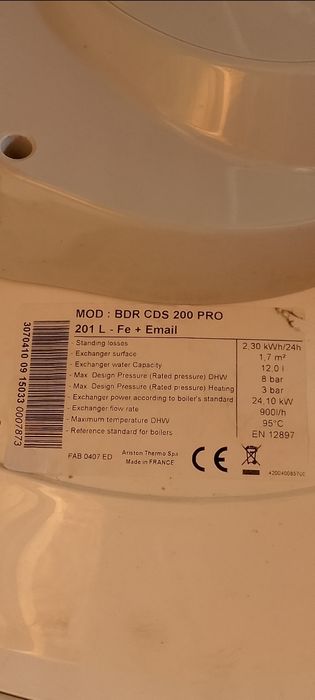 MOD : BDR CDS 200 PRO
201 L - Fe + Email
- Standing losses 2,30 kWh/24h
- Exchanger surface 1,7 m²
- Exchanger water Capacity 12.0 l
- Max Design Pressure (Rated pressure) DHW 8 bar
- Max Design Pressure (Rated pressure) Heating 3 bar
- Exchanger power according to boiler's standard 24,10 kW
- Exchanger flow rate 900l/h
- Maximum temperature DHW 95°C
- Reference standard for boilers EN 12897
FAB 0407 ED
Ariston Thermo Spa
Made in FRANCE
CE
3070410 09 15033 0007873